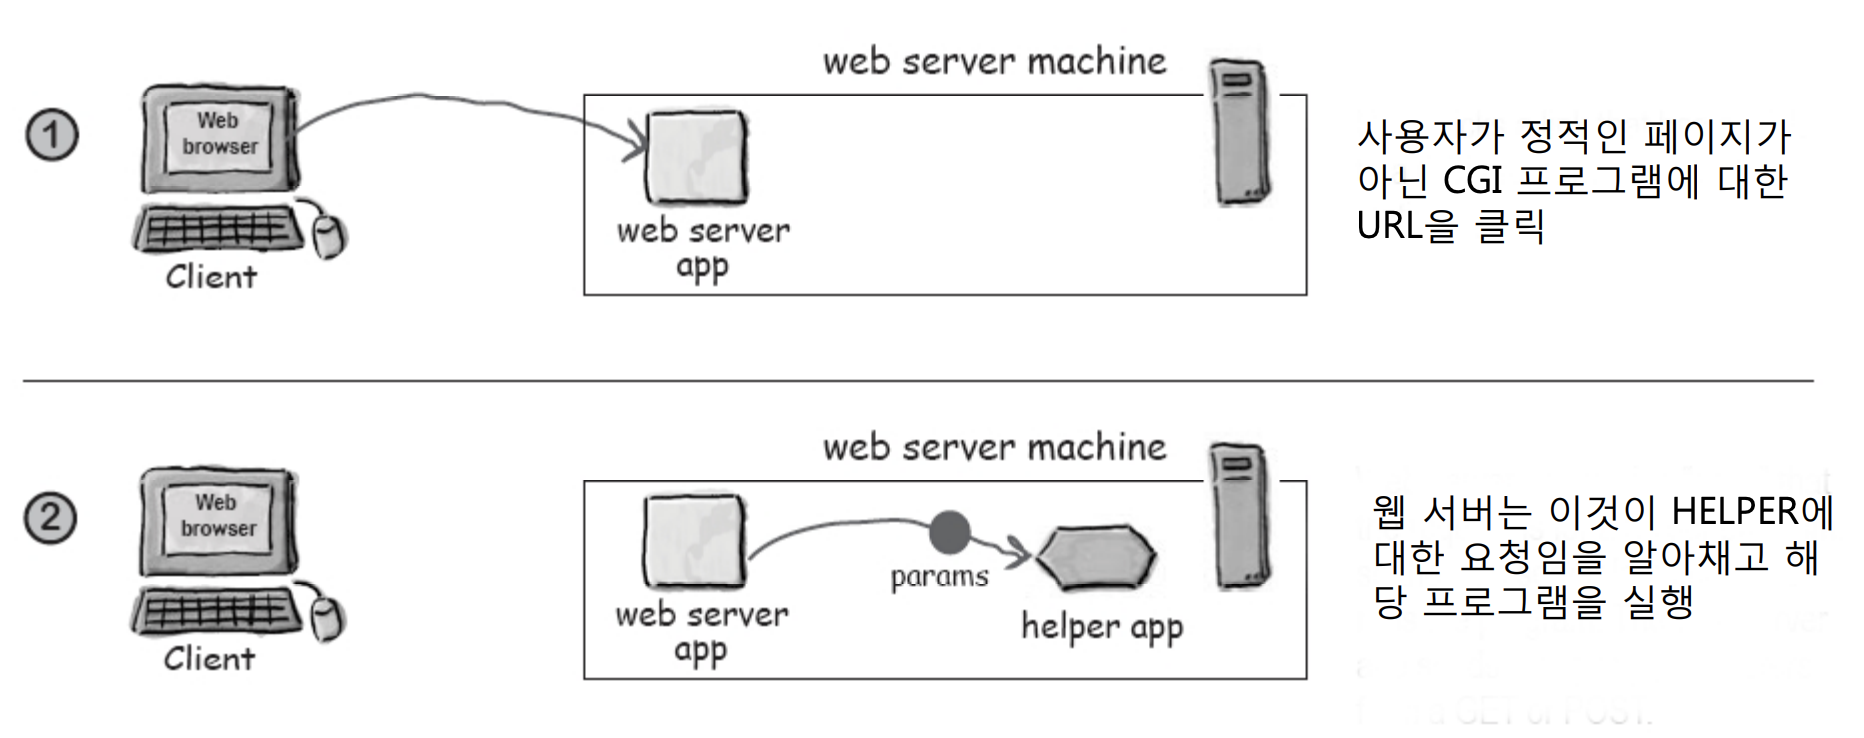 web server machine
1
Web
browser
Client
web server
app
사용자가 정적인 페이지가
아닌 CGI 프로그램에 대한
URL을 클릭
web server machine
2
Web
browser
Client
web server
app
params
helper app
웹 서버는 이것이 HELPER에
대한 요청임을 알아채고 해
당 프로그램을 실행
a GET or POST.